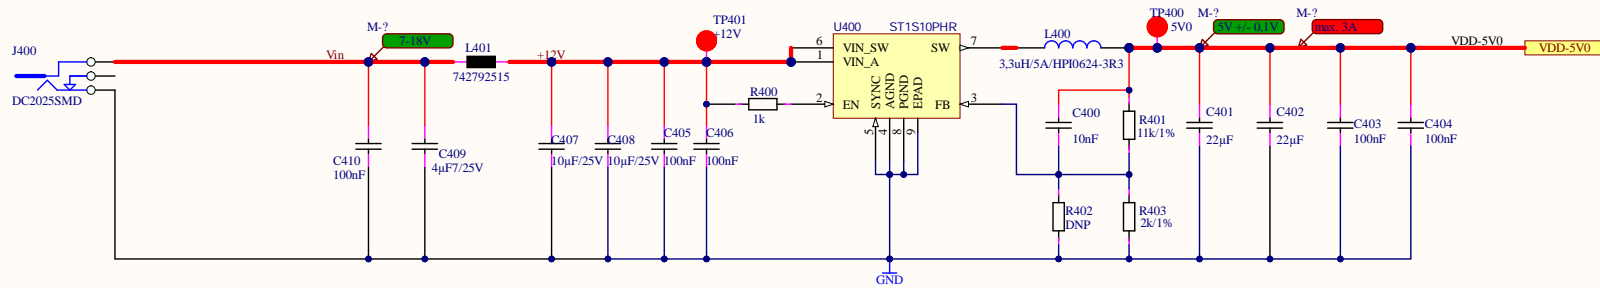 J400
DC2025SMD
Vin
M-?
7-18V
C410
100nF
C409
4µF7/25V
L401
742792515
+12V
C407
10µF/25V
C408
10µF/25V
C405
100nF
C406
100nF
TP401
+12V
R400
1k
U400
ST1S10PHR
6
1
2
VIN_SW
VIN_A
EN
SW
FB
7
3
SYNC
AGND
PGND
EPAD
5
4
8
9
GND
L400
3,3uH/5A/HPI0624-3R3
C400
10nF
R401
11k/1%
R402
DNP
R403
2k/1%
TP400
5V0
M-?
5V +/- 0,1V
C401
22µF
C402
22µF
M-?
max. 3A
C403
100nF
C404
100nF
VDD-5V0
VDD-5V0